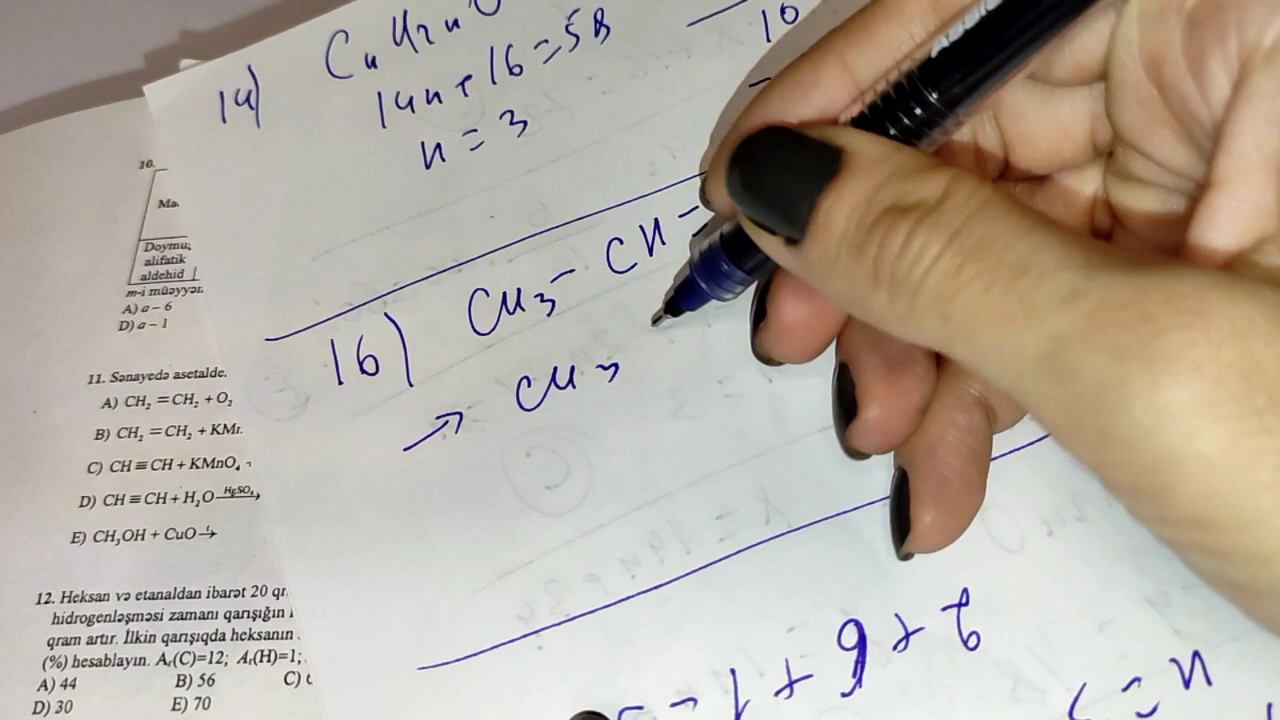 14) CnH2nO
14n + 16 = 58
n = 3
10
16) CH3 - CH -
→ CH3
2 + 6 + 1 =
10.
Doymuş
alifatik
aldehid
A) a – 6
D) a – 1
11. Sənayedə asetalde
A) CH₂ = CH₂ + O₂
B) CH₂ = CH₂ + KM
C) CH ≡ CH + KMnO₄
D) CH ≡ CH + H₂O HgSO₄→
E) CH₃OH + CuO t→
12. Heksan və etanaldan ibarət 20 qr
hidrogenləşməsi zamanı qarışığın
qram artır. İlkin qarışıqda heksanın
(%) hesablayın. Aᵣ(C)=12; Aᵣ(H)=1;
A) 44 B) 56 C)
D) 30 E) 70